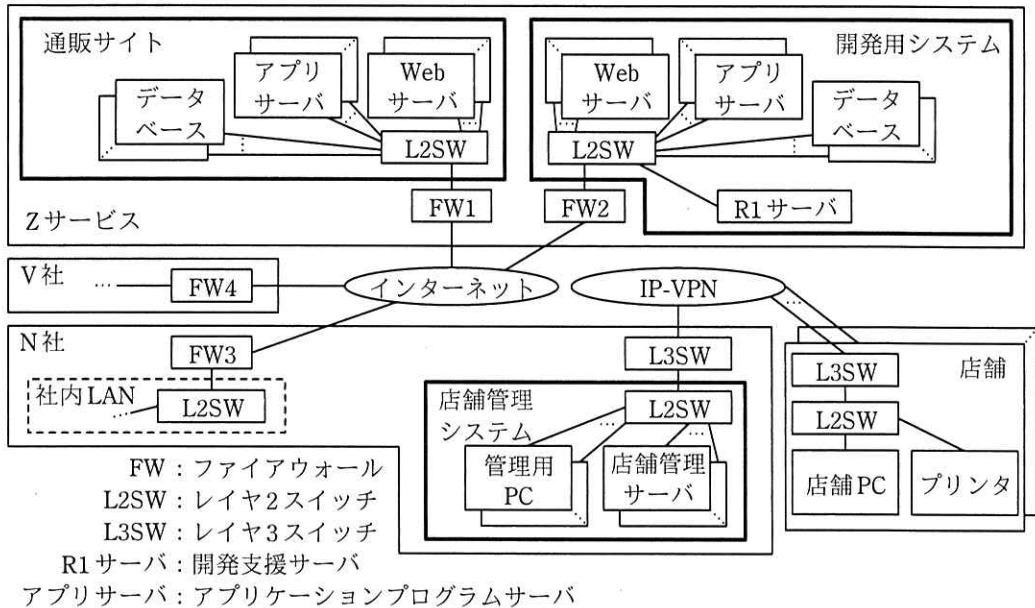 通販サイト
アプリ
サーバ
Web
サーバ
データ
ベース
L2SW
開発用システム
Web
サーバ
アプリ
サーバ
データ
ベース
L2SW
R1サーバ
FW1
FW2
Zサービス
V社
FW4
インターネット
IP-VPN
N社
FW3
社内LAN
L2SW
L3SW
店舗管理
システム
L2SW
管理用
PC
店舗管理
サーバ
店舗
L3SW
L2SW
店舗PC
プリンタ
FW：ファイアウォール
L2SW：レイヤ2スイッチ
L3SW：レイヤ3スイッチ
R1サーバ：開発支援サーバ
アプリサーバ：アプリケーションプログラムサーバ